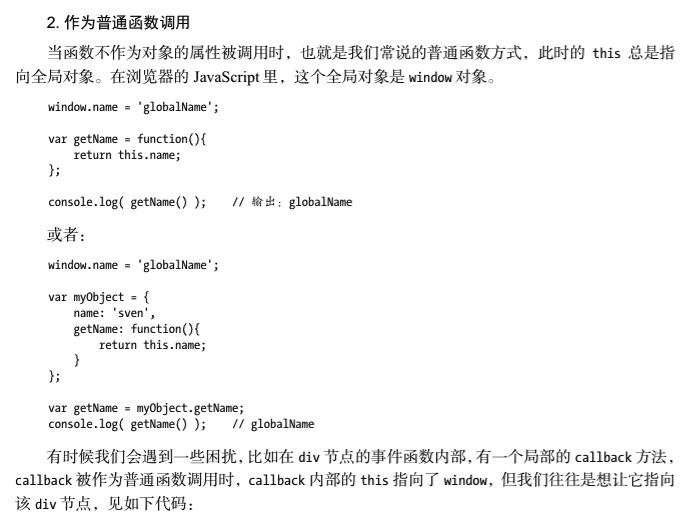 2. 作为普通函数调用
当函数不作为对象的属性被调用时，也就是我们常说的普通函数方式，此时的 this 总是指
向全局对象。在浏览器的 JavaScript 里，这个全局对象是 window 对象。
window.name = 'globalName';
var getName = function(){
    return this.name;
};
console.log( getName() );    // 输出：globalName
或者：
window.name = 'globalName';
var myObject = {
    name: 'sven',
    getName: function(){
        return this.name;
    }
};
var getName = myObject.getName;
console.log( getName() );    // globalName
有时候我们会遇到一些困扰，比如在 div 节点的事件函数内部，有一个局部的 callback 方法，
callback 被作为普通函数调用时，callback 内部的 this 指向了 window，但我们往往是想让它指向
该 div 节点，见如下代码：